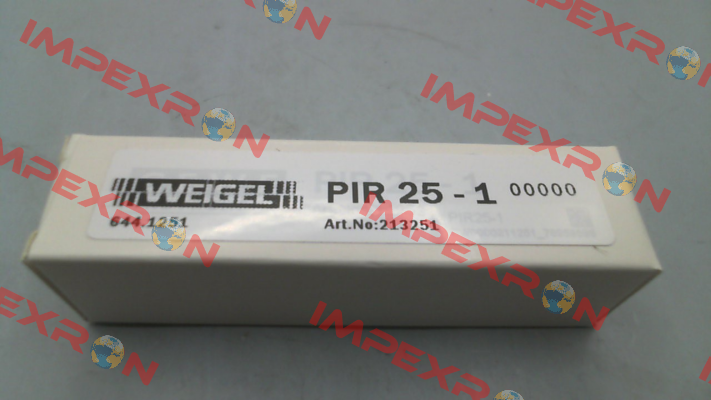 WEIGEL PIR 25 - 1 00000
644.1251 Art.No:213251
IMPEXRON
IMPEXRON
IMPEXRON
IMPEXRON
IMPEXRON
IMPEXRON